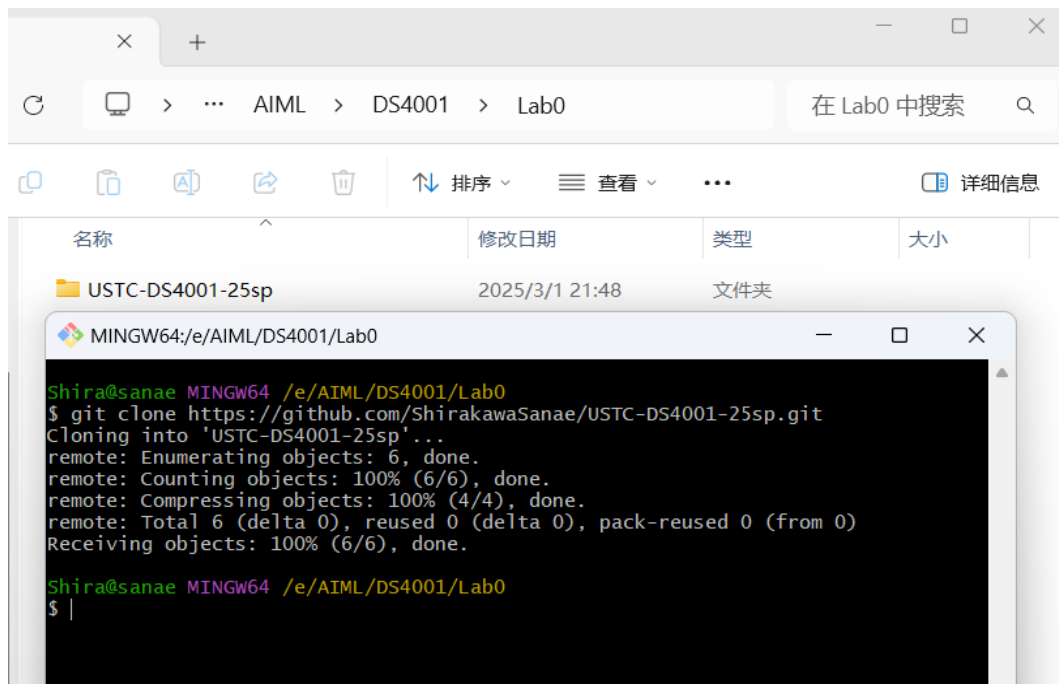 AIML DS4001 Lab0 在 Lab0 中搜索
排序 查看 ••• 详细信息
名称 修改日期 类型 大小
USTC-DS4001-25sp 2025/3/1 21:48 文件夹
MINGW64:/e/AIML/DS4001/Lab0
Shira@sanae MINGW64 /e/AIML/DS4001/Lab0
$ git clone https://github.com/ShirakawaSanae/USTC-DS4001-25sp.git
Cloning into 'USTC-DS4001-25sp'...
remote: Enumerating objects: 6, done.
remote: Counting objects: 100% (6/6), done.
remote: Compressing objects: 100% (4/4), done.
remote: Total 6 (delta 0), reused 0 (delta 0), pack-reused 0 (from 0)
Receiving objects: 100% (6/6), done.
Shira@sanae MINGW64 /e/AIML/DS4001/Lab0
$